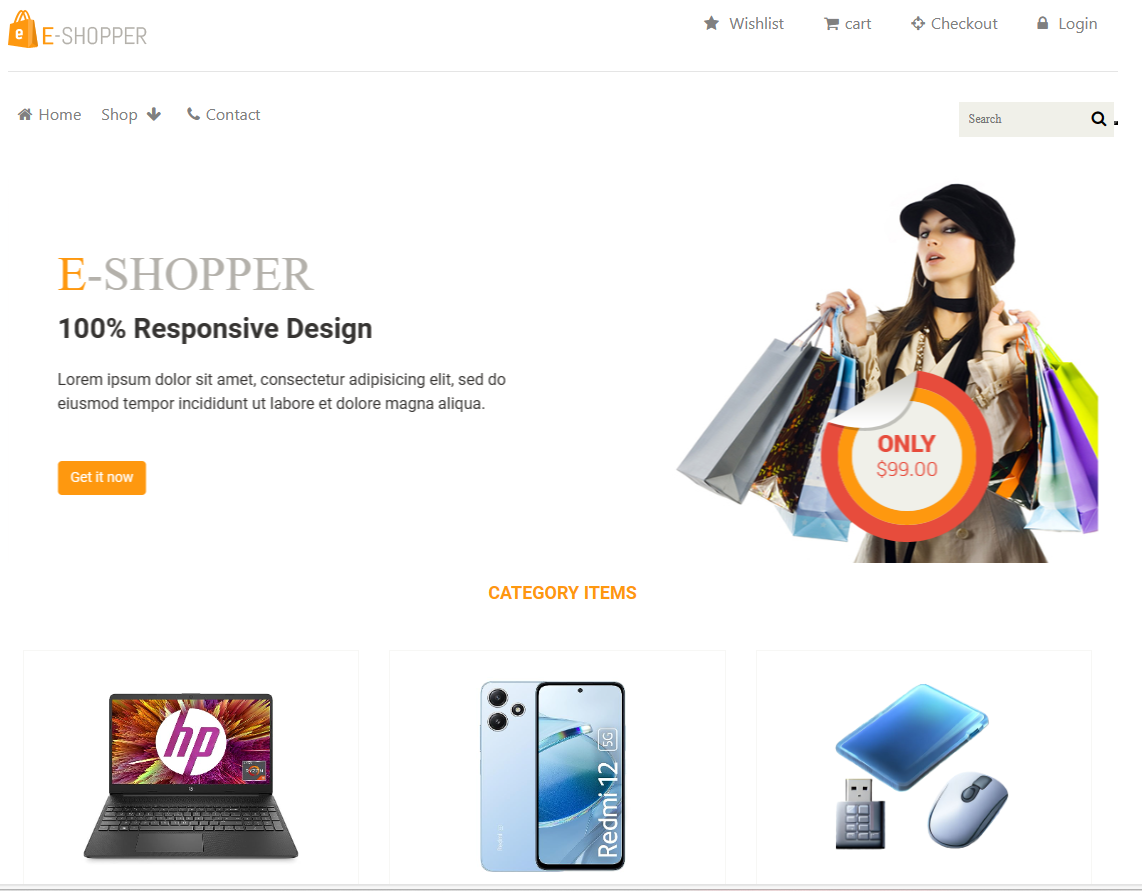 e E-SHOPPER
Wishlist
cart
Checkout
Login
Home
Shop
Contact
Search
E-SHOPPER
100% Responsive Design
Lorem ipsum dolor sit amet, consectetur adipisicing elit, sed do
eiusmod tempor incididunt ut labore et dolore magna aliqua.
Get it now
ONLY
$99.00
CATEGORY ITEMS
hp
RYZEN
Redmi 12 5G